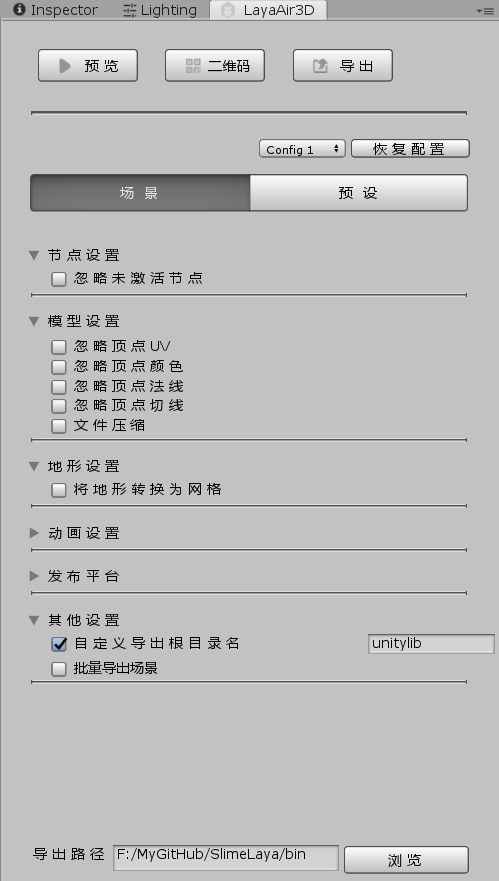 Inspector Lighting LayaAir3D
预览 二维码 导出
Config 1 恢复配置
场景 预设
节点设置
忽略未激活节点
模型设置
忽略顶点UV
忽略顶点颜色
忽略顶点法线
忽略顶点切线
文件压缩
地形设置
将地形转换为网格
动画设置
发布平台
其他设置
自定义导出根目录名 unitylib
批量导出场景
导出路径 F:/MyGitHub/SlimeLaya/bin 浏览